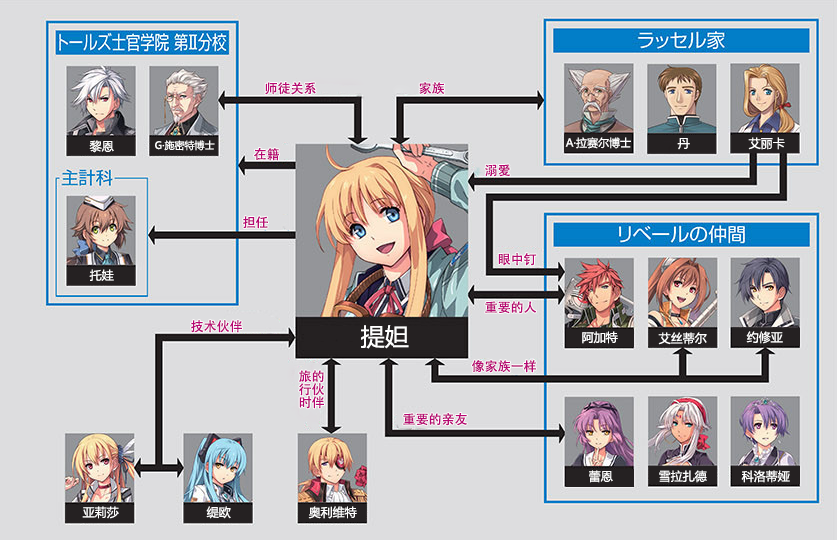 トールズ士官学院 第Ⅱ分校
黎恩
G·施密特博士
主計科
托娃
ラッセル家
A·拉赛尔博士
丹
艾丽卡
师徒关系
家族
在籍
担任
溺爱
眼中钉
重要的人
提妲
リベールの仲間
阿加特
艾丝蒂尔
约修亚
像家族一样
技术伙伴
旅的
行伙
时伴
重要的亲友
蕾恩
雪拉扎德
科洛蒂娅
亚莉莎
缇欧
奥利维特